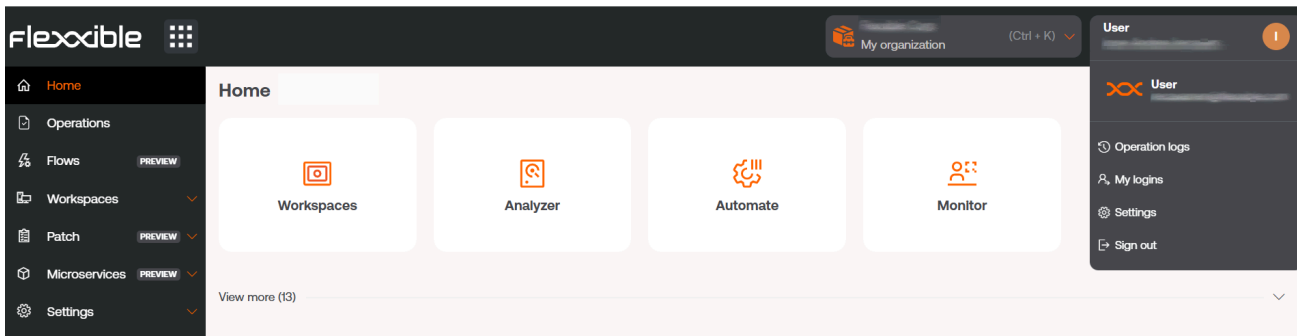 Flexxible
My organization
(Ctrl + K)
User
I
User
Operation logs
My logins
Settings
Sign out
Home
Operations
Flows PREVIEW
Workspaces
Patch PREVIEW
Microservices PREVIEW
Settings
Home
Workspaces
Analyzer
Automate
Monitor
View more (13)